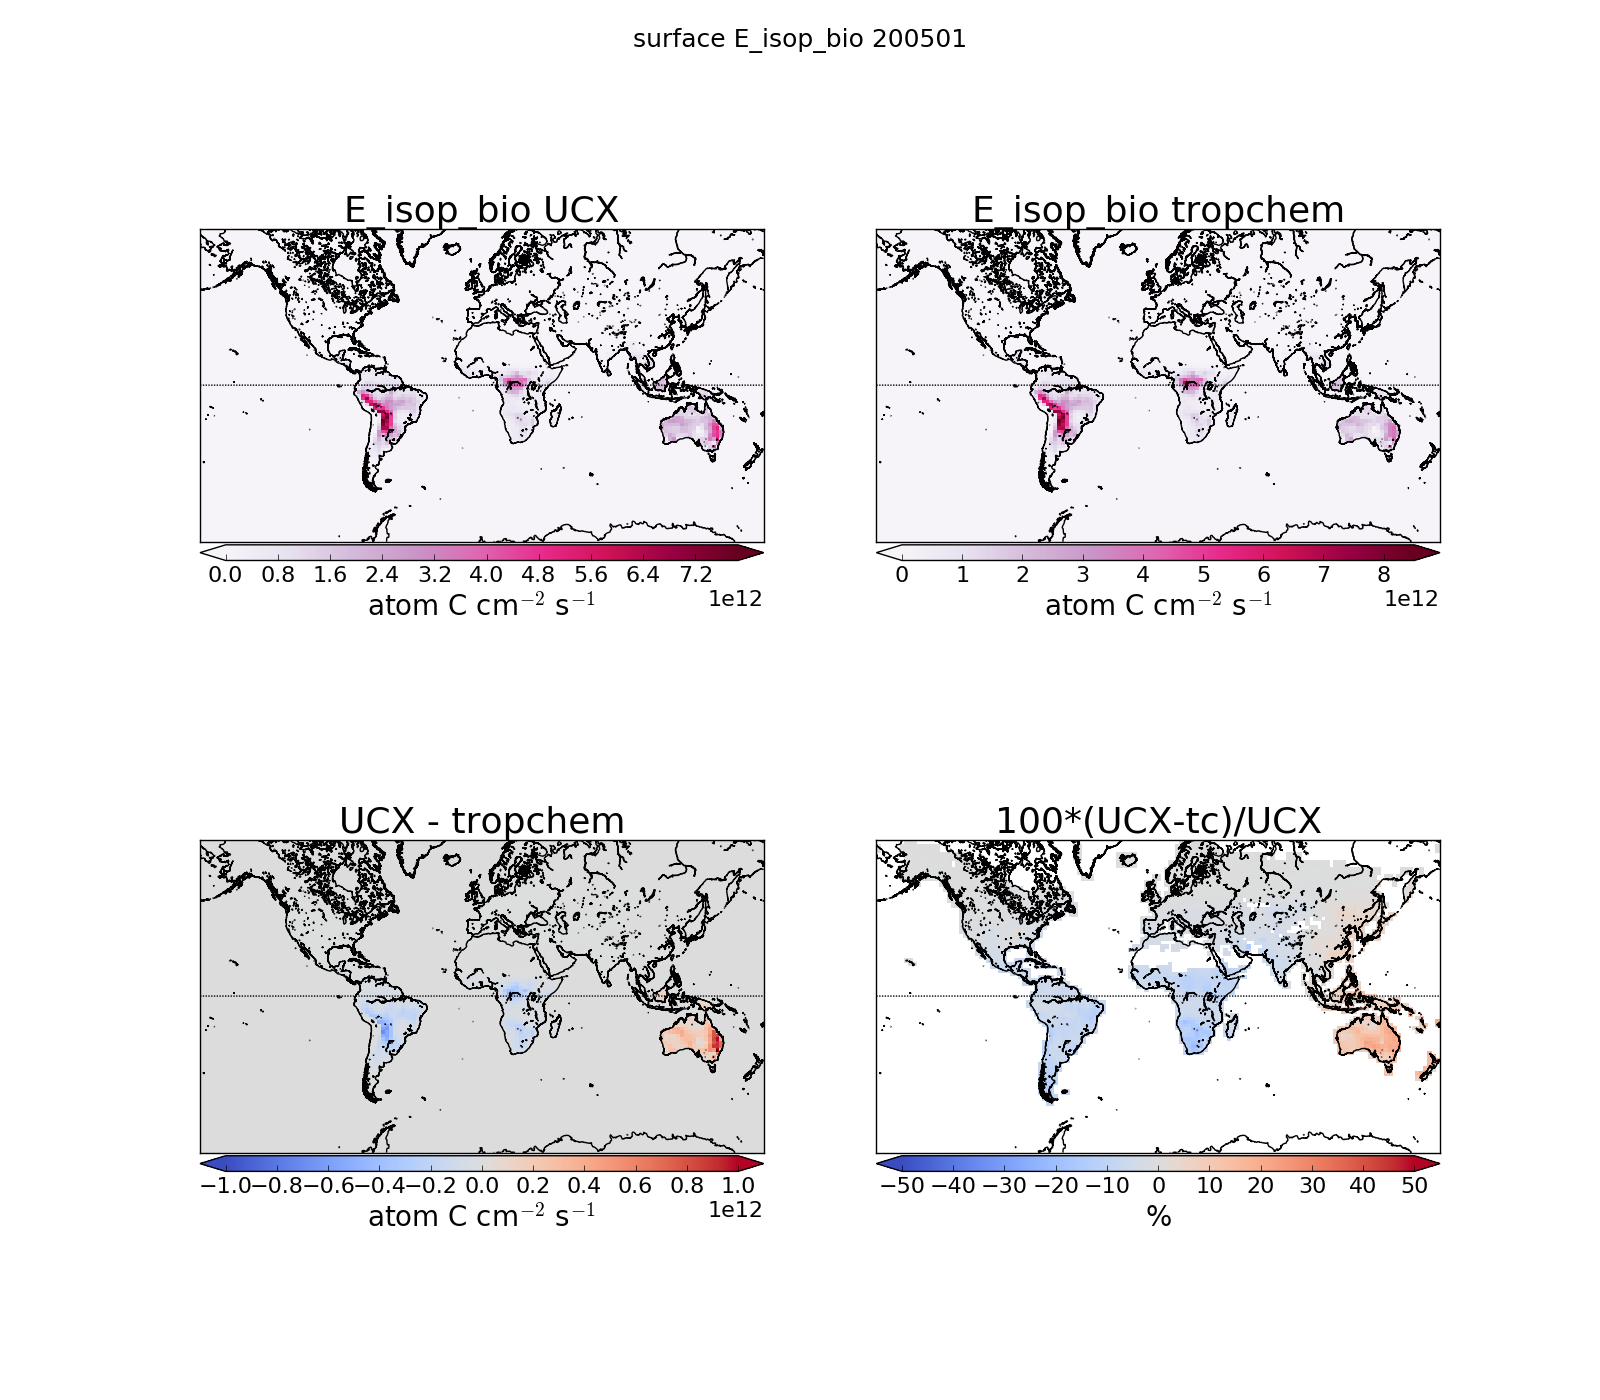 surface E_isop_bio 200501
E_isop_bio UCX
E_isop_bio tropchem
0.0 0.8 1.6 2.4 3.2 4.0 4.8 5.6 6.4 7.2
1e12
atom C cm⁻² s⁻¹
0 1 2 3 4 5 6 7 8
1e12
atom C cm⁻² s⁻¹
UCX - tropchem
100*(UCX-tc)/UCX
−1.0 −0.8 −0.6 −0.4 −0.2 0.0 0.2 0.4 0.6 0.8 1.0
1e12
atom C cm⁻² s⁻¹
−50 −40 −30 −20 −10 0 10 20 30 40 50
%